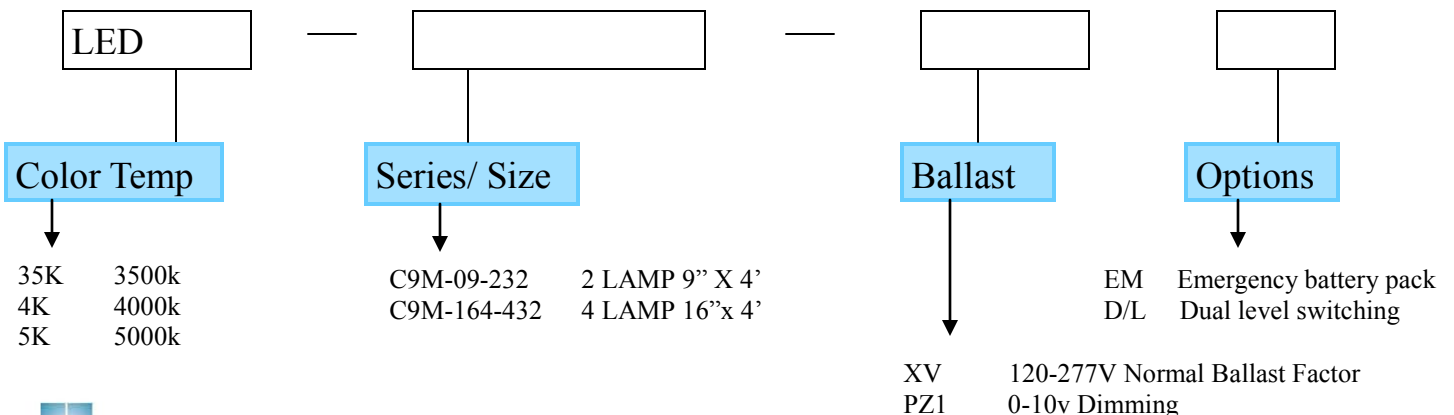 LED — —
Color Temp Series/ Size Ballast Options
35K 3500k
4K 4000k
5K 5000k
C9M-09-232 2 LAMP 9” X 4’
C9M-164-432 4 LAMP 16”x 4’
EM Emergency battery pack
D/L Dual level switching
XV 120-277V Normal Ballast Factor
PZ1 0-10v Dimming